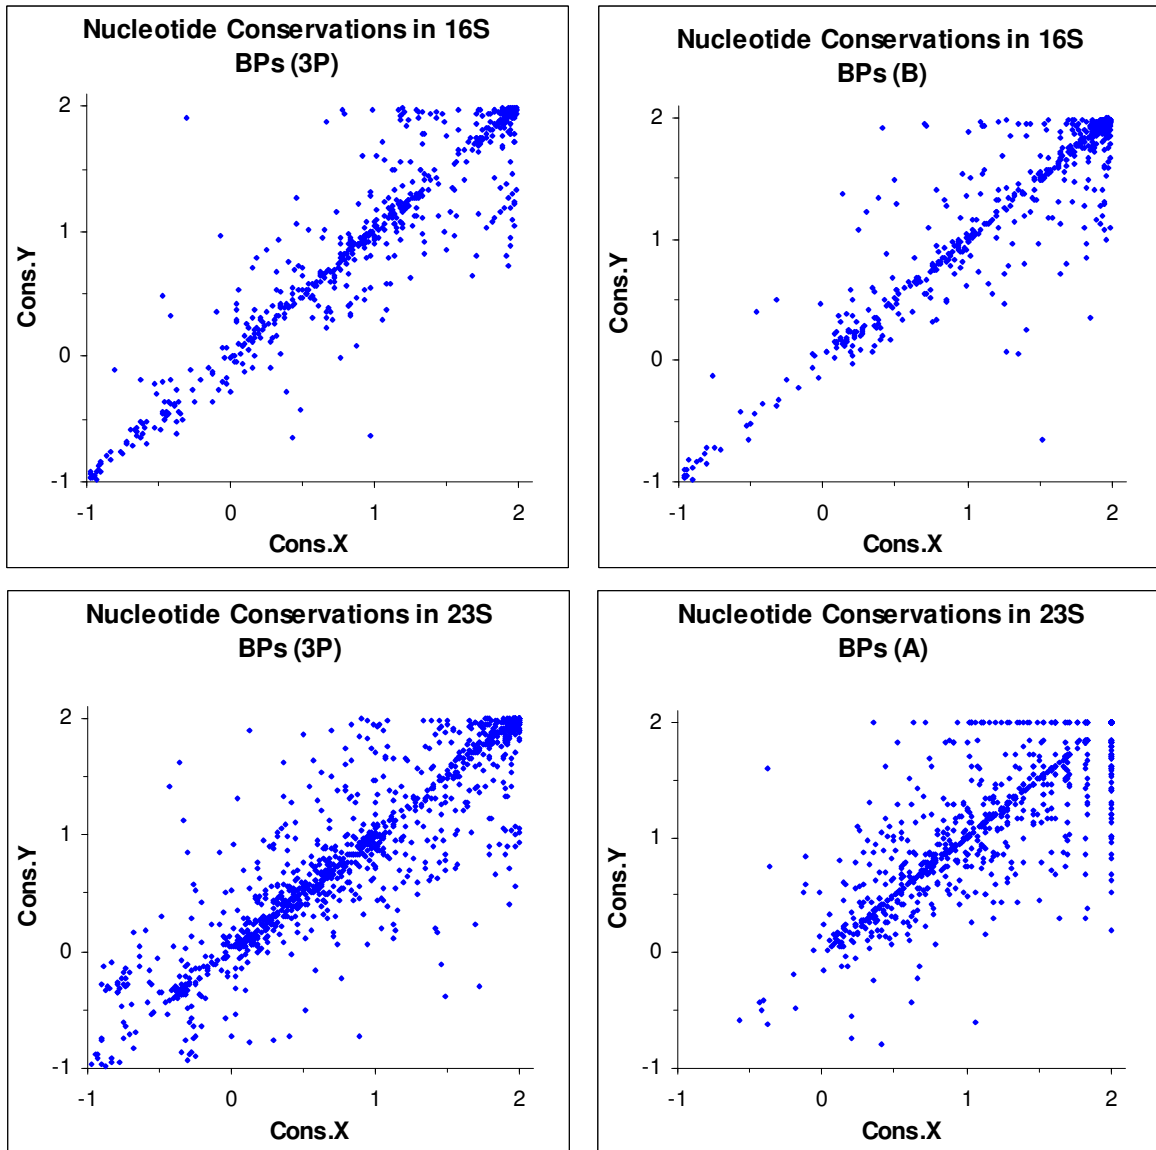 Nucleotide Conservations in 16S
BPs (3P)
2
1
0
-1
-1 0 1 2
Cons.Y
Cons.X
Nucleotide Conservations in 16S
BPs (B)
2
1
0
-1
-1 0 1 2
Cons.Y
Cons.X
Nucleotide Conservations in 23S
BPs (3P)
2
1
0
-1
-1 0 1 2
Cons.Y
Cons.X
Nucleotide Conservations in 23S
BPs (A)
2
1
0
-1
-1 0 1 2
Cons.Y
Cons.X